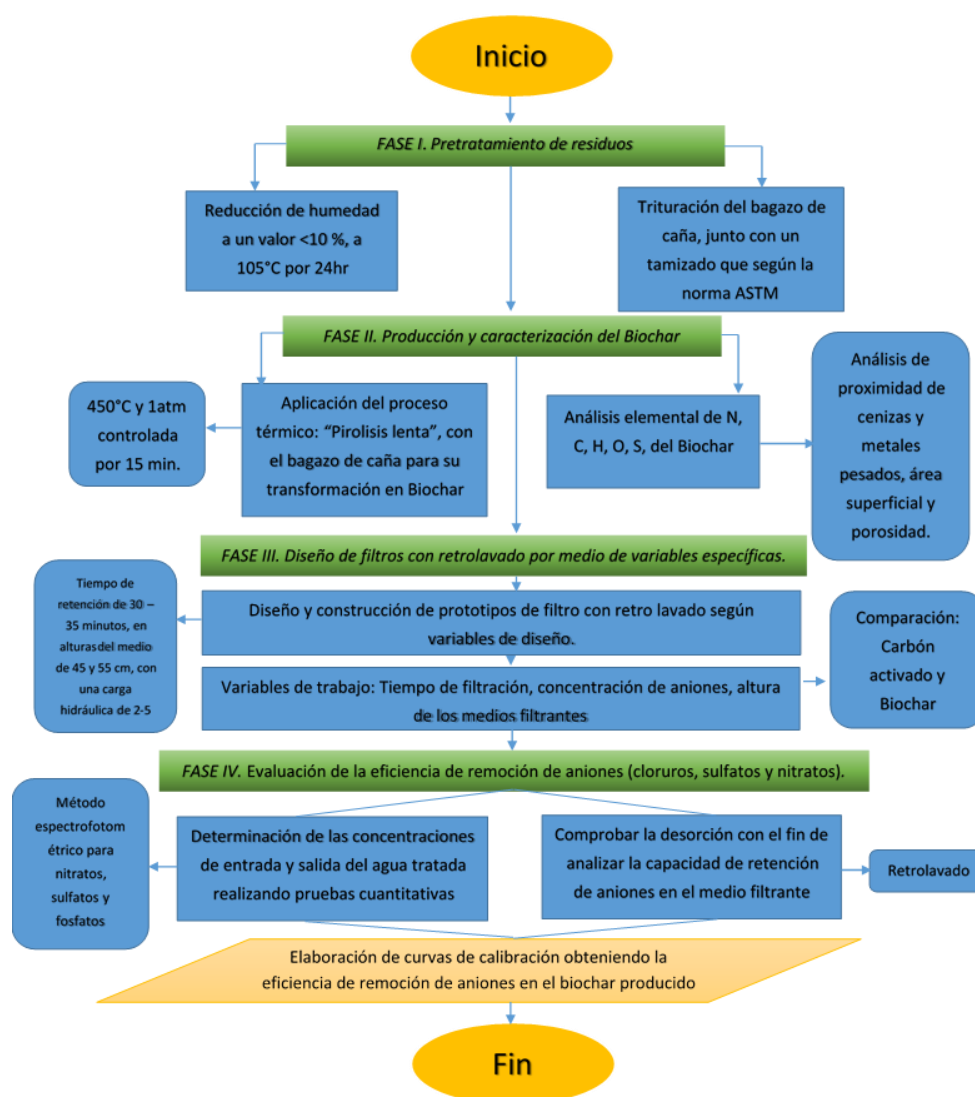 Inicio
FASE I. Pretratamiento de residuos
Reducción de humedad
a un valor <10 %, a
105°C por 24hr
Trituración del bagazo de
caña, junto con un
tamizado que según la
norma ASTM
FASE II. Producción y caracterización del Biochar
450°C y 1atm
controlada
por 15 min.
Aplicación del proceso
térmico: “Pirolisis lenta”, con
el bagazo de caña para su
transformación en Biochar
Análisis elemental de N,
C, H, O, S, del Biochar
Análisis de
proximidad de
cenizas y
metales
pesados, área
superficial y
porosidad.
FASE III. Diseño de filtros con retrolavado por medio de variables específicas.
Tiempo de
retención de 30 –
35 minutos, en
alturas del medio
de 45 y 55 cm, con
una carga
hidráulica de 2-5
Diseño y construcción de prototipos de filtro con retro lavado según
variables de diseño.
Variables de trabajo: Tiempo de filtración, concentración de aniones, altura
de los medios filtrantes
Comparación:
Carbón
activado y
Biochar
FASE IV. Evaluación de la eficiencia de remoción de aniones (cloruros, sulfatos y nitratos).
Método
espectrofotom
étrico para
nitratos,
sulfatos y
fosfatos
Determinación de las concentraciones
de entrada y salida del agua tratada
realizando pruebas cuantitativas
Comprobar la desorción con el fin de
analizar la capacidad de retención
de aniones en el medio filtrante
Retrolavado
Elaboración de curvas de calibración obteniendo la
eficiencia de remoción de aniones en el biochar producido
Fin